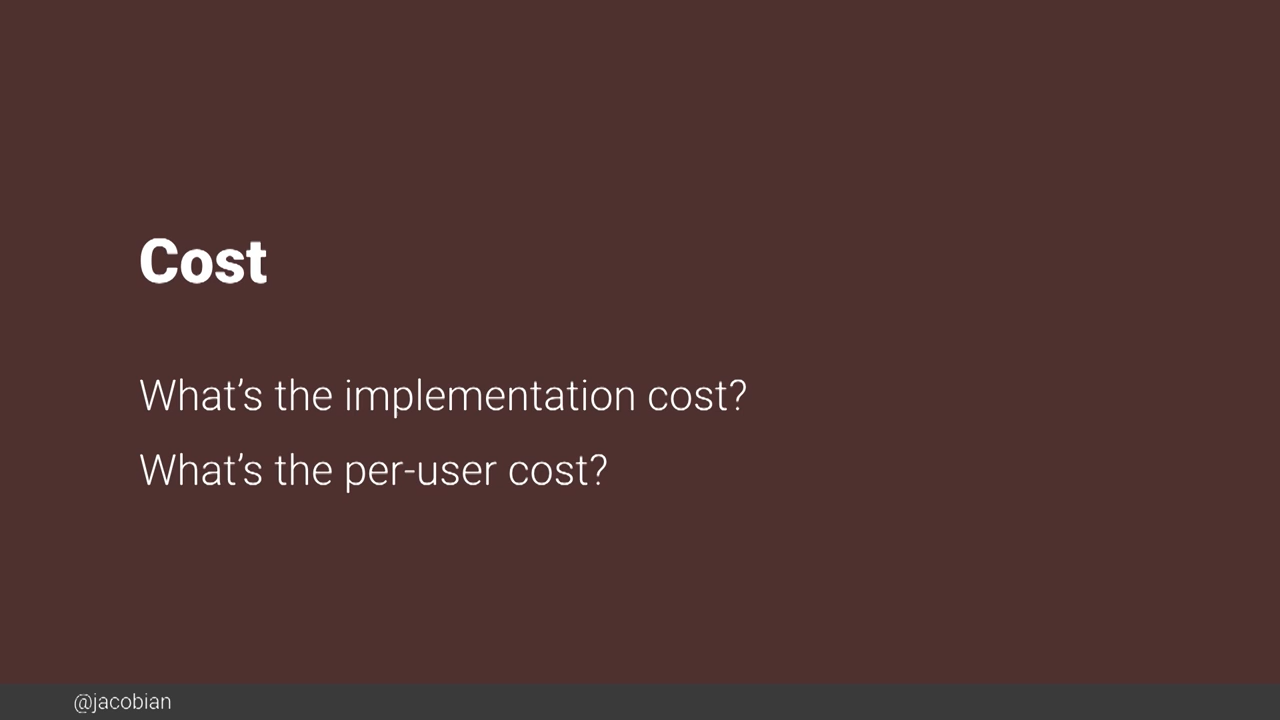 Cost
What’s the implementation cost?
What’s the per-user cost?
@jacobian